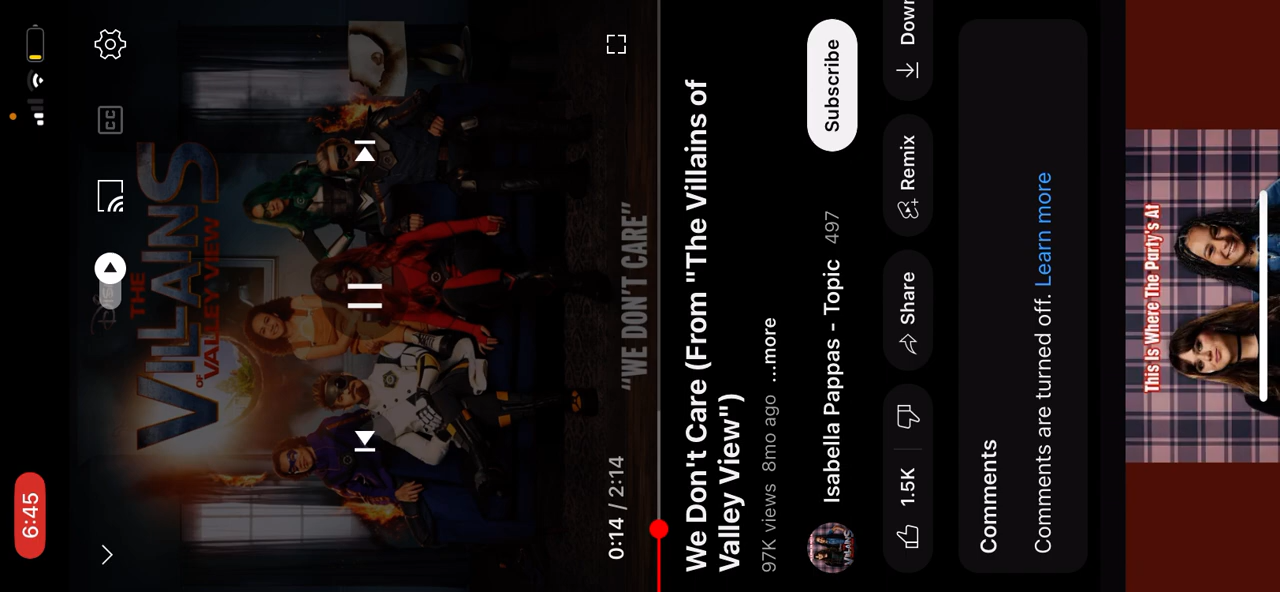 6:45
Disney
THE
VILLAINS
OF
VALLEY VIEW
CC
"WE DON'T CARE"
0:14 / 2:14
We Don't Care (From "The Villains of
Valley View")
97K views 8mo ago ...more
Isabella Pappas - Topic 497
Subscribe
1.5K
Share
Remix
Down
Comments
Comments are turned off. Learn more
This Is Where The Party's At